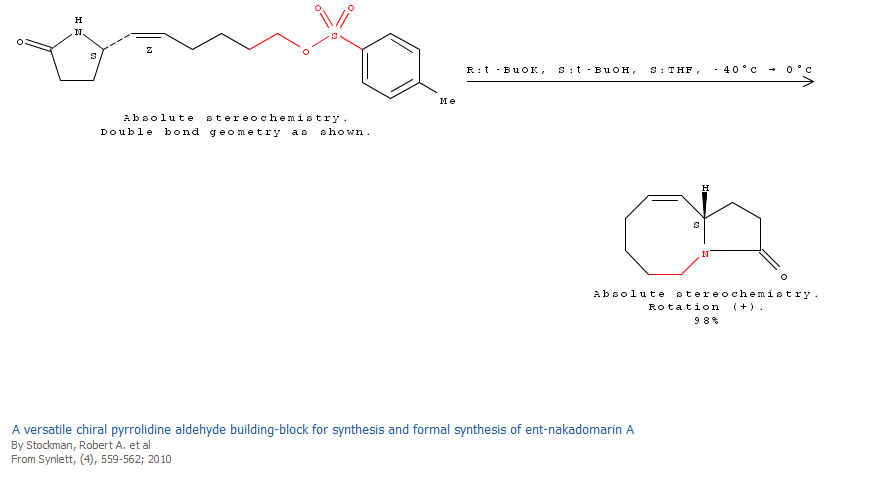 H
N
O
S
Z
O
O
S
O
Me
Absolute stereochemistry.
Double bond geometry as shown.
R:t-BuOK, S:t-BuOH, S:THF, -40°C → 0°C
H
S
N
O
Absolute stereochemistry.
Rotation (+).
98%
A versatile chiral pyrrolidine aldehyde building-block for synthesis and formal synthesis of ent-nakadomarin A
By Stockman, Robert A. et al
From Synlett, (4), 559-562; 2010